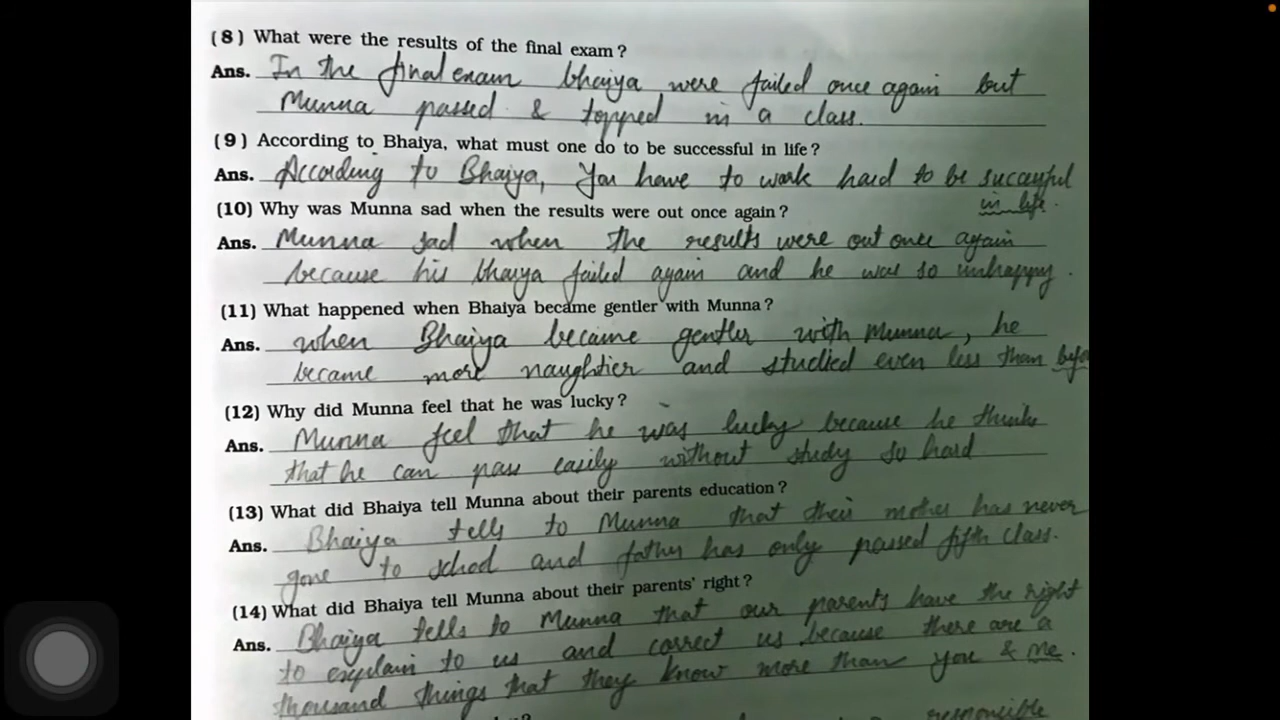 (8) What were the results of the final exam?
Ans. In the final exam bhaiya were failed once again but
Munna passed & topped in a class.
(9) According to Bhaiya, what must one do to be successful in life?
Ans. According to Bhaiya, You have to work hard to be
in life.
(10) Why was Munna sad when the results were out once again?
Ans. Munna sad when the results were out once again
because his bhaiya failed again and he was so unhappy.
(11) What happened when Bhaiya became gentler with Munna?
Ans. when Bhaiya became gentler with Munna, he
became more naughtier and studied even less than
(12) Why did Munna feel that he was lucky?
Ans. Munna feel that he was lucky because he thinks
that he can pass easily without study so hard
(13) What did Bhaiya tell Munna about their parents education?
Ans. Bhaiya tells to Munna that their mother has never
gone to school and father has only passed fifth class.
(14) What did Bhaiya tell Munna about their parents' right?
Ans. Bhaiya tells to Munna that our parents have the right
to explain to us and correct us because there are a
thousand things that they know more than you & me.
responsible